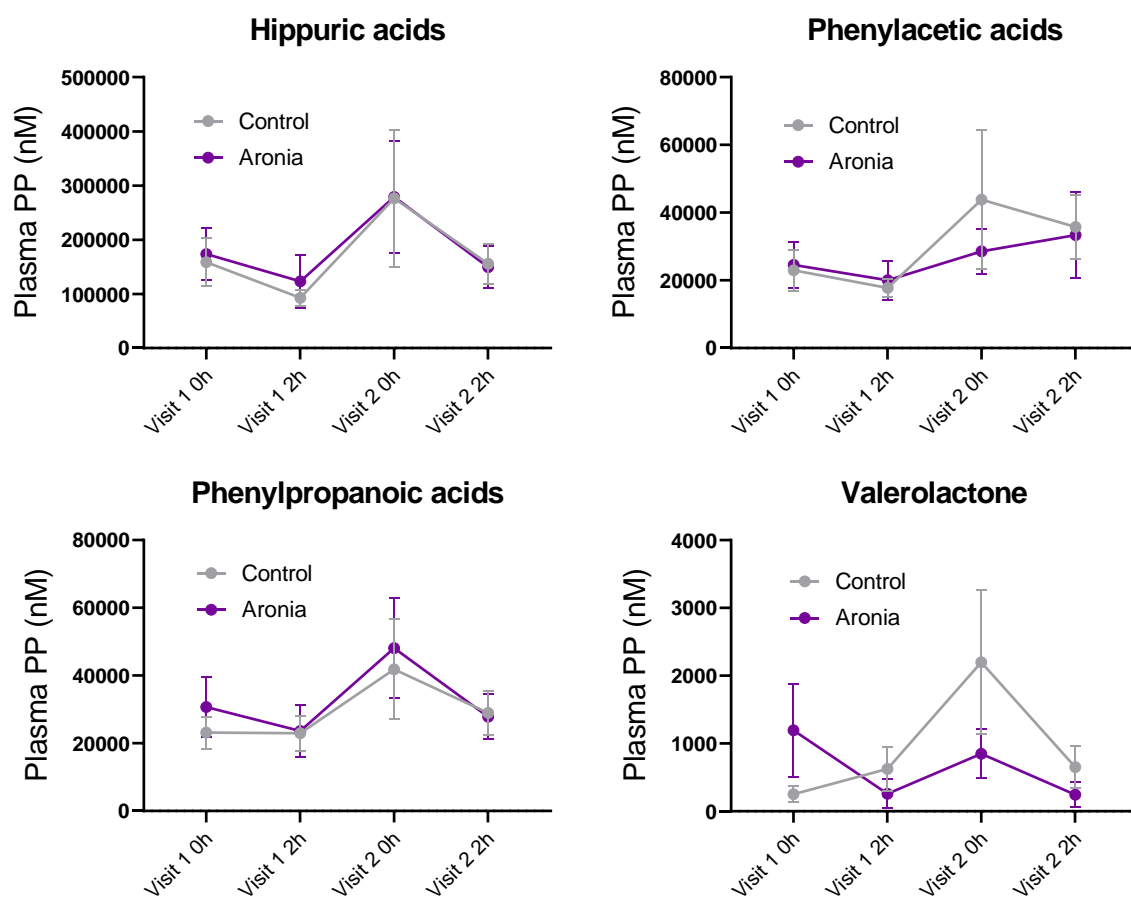 Hippuric acids
Plasma PP (nM)
500000
400000
300000
200000
100000
0
Control
Aronia
Visit 1 0h
Visit 1 2h
Visit 2 0h
Visit 2 2h
Phenylacetic acids
Plasma PP (nM)
80000
60000
40000
20000
0
Control
Aronia
Visit 1 0h
Visit 1 2h
Visit 2 0h
Visit 2 2h
Phenylpropanoic acids
Plasma PP (nM)
80000
60000
40000
20000
0
Control
Aronia
Visit 1 0h
Visit 1 2h
Visit 2 0h
Visit 2 2h
Valerolactone
Plasma PP (nM)
4000
3000
2000
1000
0
Control
Aronia
Visit 1 0h
Visit 1 2h
Visit 2 0h
Visit 2 2h